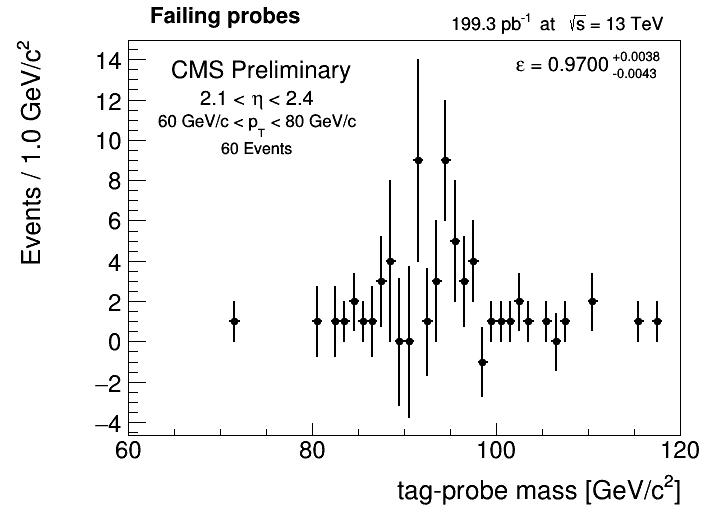 Failing probes
199.3 pb⁻¹ at √s = 13 TeV
Events / 1.0 GeV/c²
CMS Preliminary
2.1 < η < 2.4
60 GeV/c < p_T < 80 GeV/c
60 Events
ε = 0.9700 +0.0038 -0.0043
14
12
10
8
6
4
2
0
−2
−4
60 80 100 120
tag-probe mass [GeV/c²]